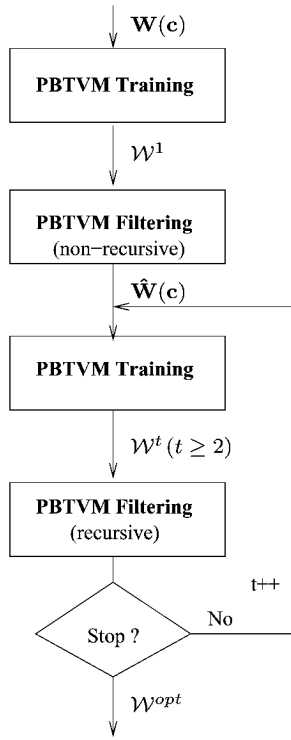 W(c)
PBTVM Training
𝒲¹
PBTVM Filtering
(non−recursive)
Ŵ(c)
PBTVM Training
𝒲ᵗ (t ≥ 2)
PBTVM Filtering
(recursive)
t++
Stop ?
No
𝒲ᵒᵖᵗ